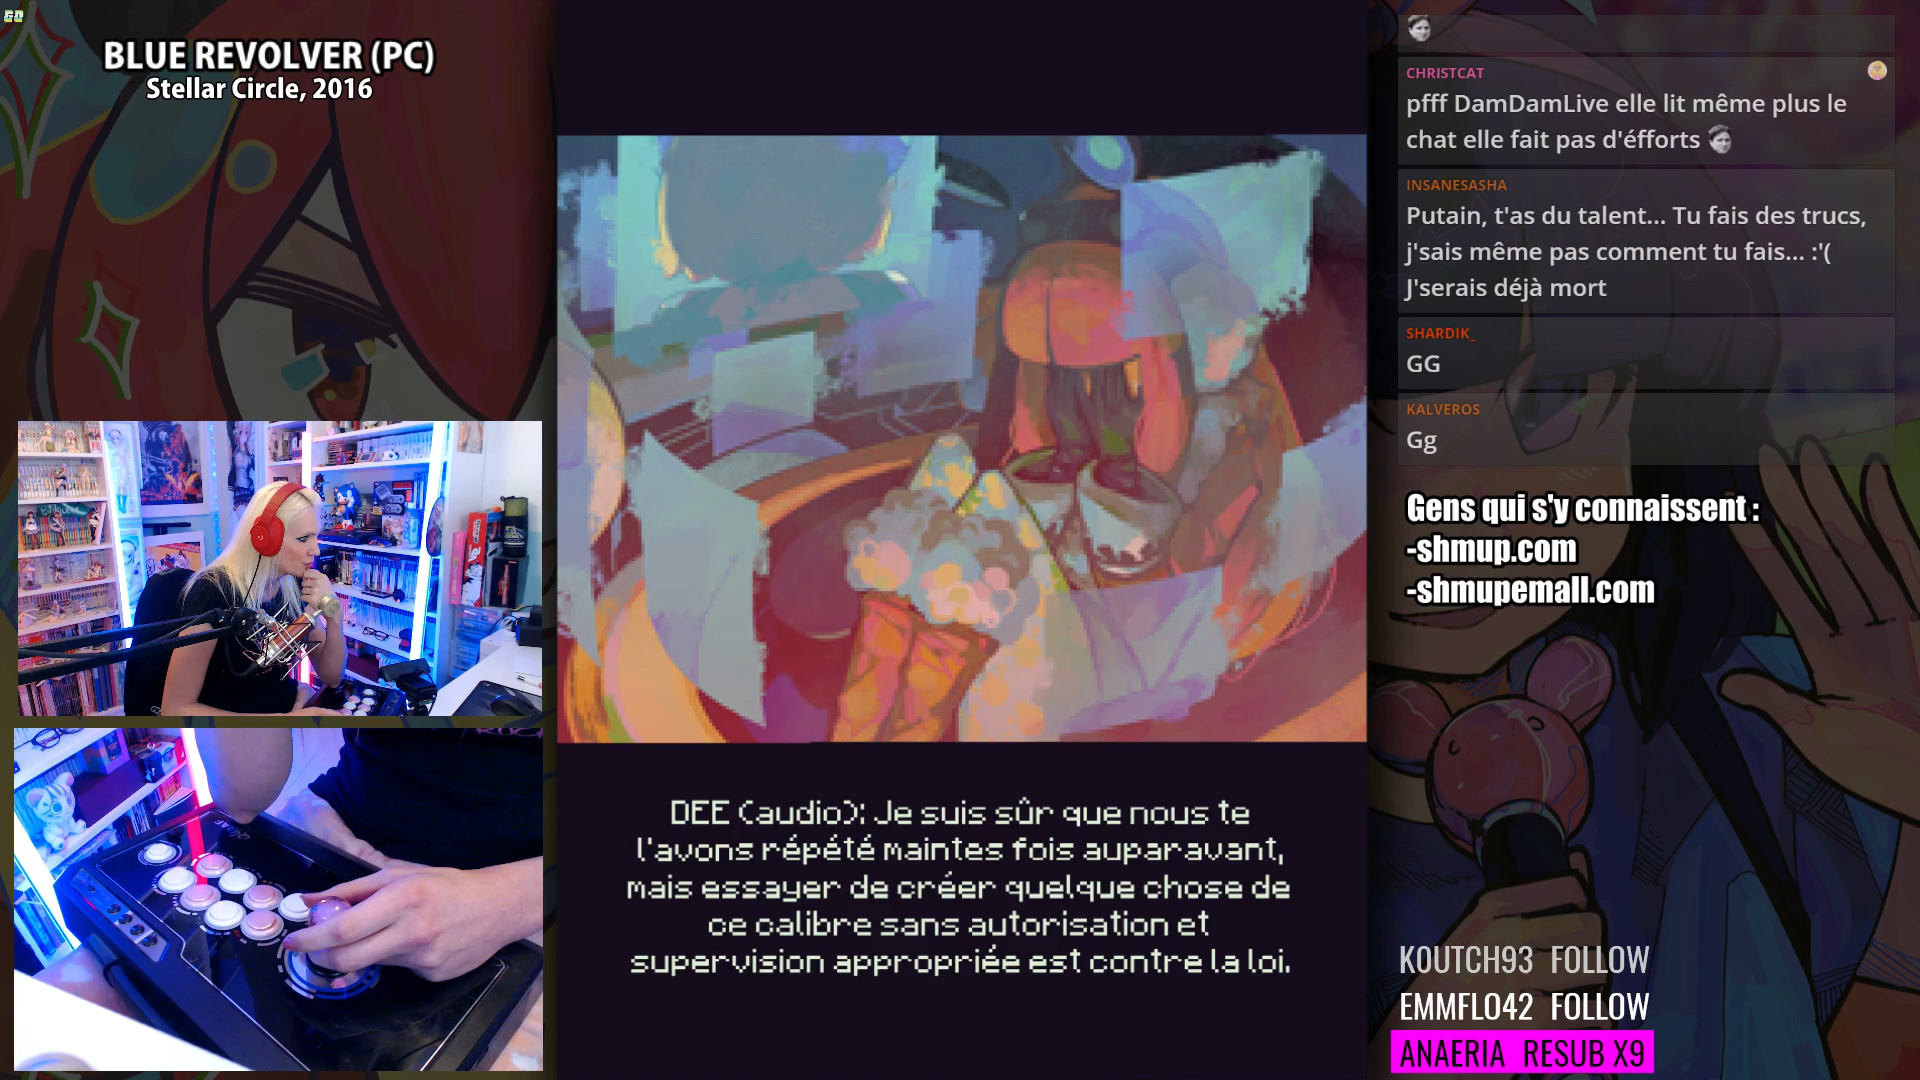 GO
BLUE REVOLVER (PC)
Stellar Circle, 2016
DEE (audio): Je suis sûr que nous te
l'avons répété maintes fois auparavant,
mais essayer de créer quelque chose de
ce calibre sans autorisation et
supervision appropriée est contre la loi.
CHRISTCAT
pfff DamDamLive elle lit même plus le
chat elle fait pas d'éfforts
INSANESASHA
Putain, t'as du talent... Tu fais des trucs,
j'sais même pas comment tu fais... :'(
J'serais déjà mort
SHARDIK_
GG
KALVEROS
Gg
Gens qui s'y connaissent :
-shmup.com
-shmupemall.com
KOUTCH93 FOLLOW
EMMFLO42 FOLLOW
ANAERIA RESUB X9